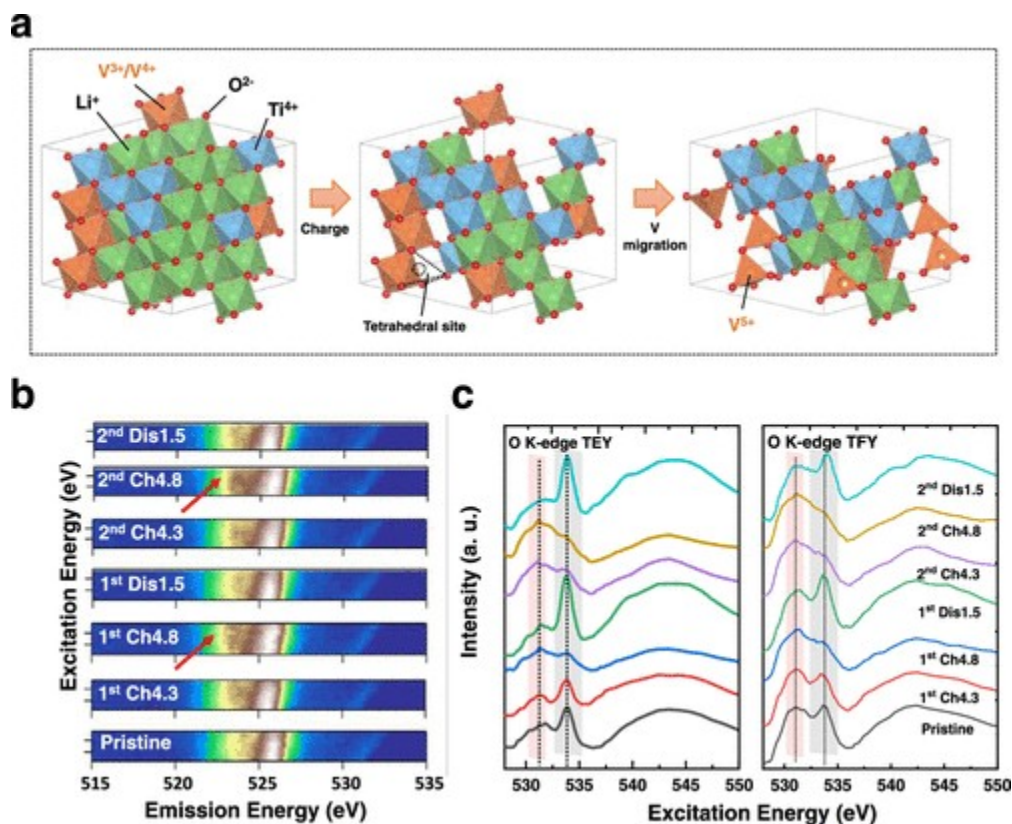 a
V3+/V4+
Li+
O2-
Ti4+
Charge
Tetrahedral site
V
migration
V5+
b
Excitation Energy (eV)
2nd Dis1.5
2nd Ch4.8
2nd Ch4.3
1st Dis1.5
1st Ch4.8
1st Ch4.3
Pristine
515 520 525 530 535
Emission Energy (eV)
c
Intensity (a. u.)
O K-edge TEY
O K-edge TFY
2nd Dis1.5
2nd Ch4.8
2nd Ch4.3
1st Dis1.5
1st Ch4.8
1st Ch4.3
Pristine
530 535 540 545 550
530 535 540 545 550
Excitation Energy (eV)